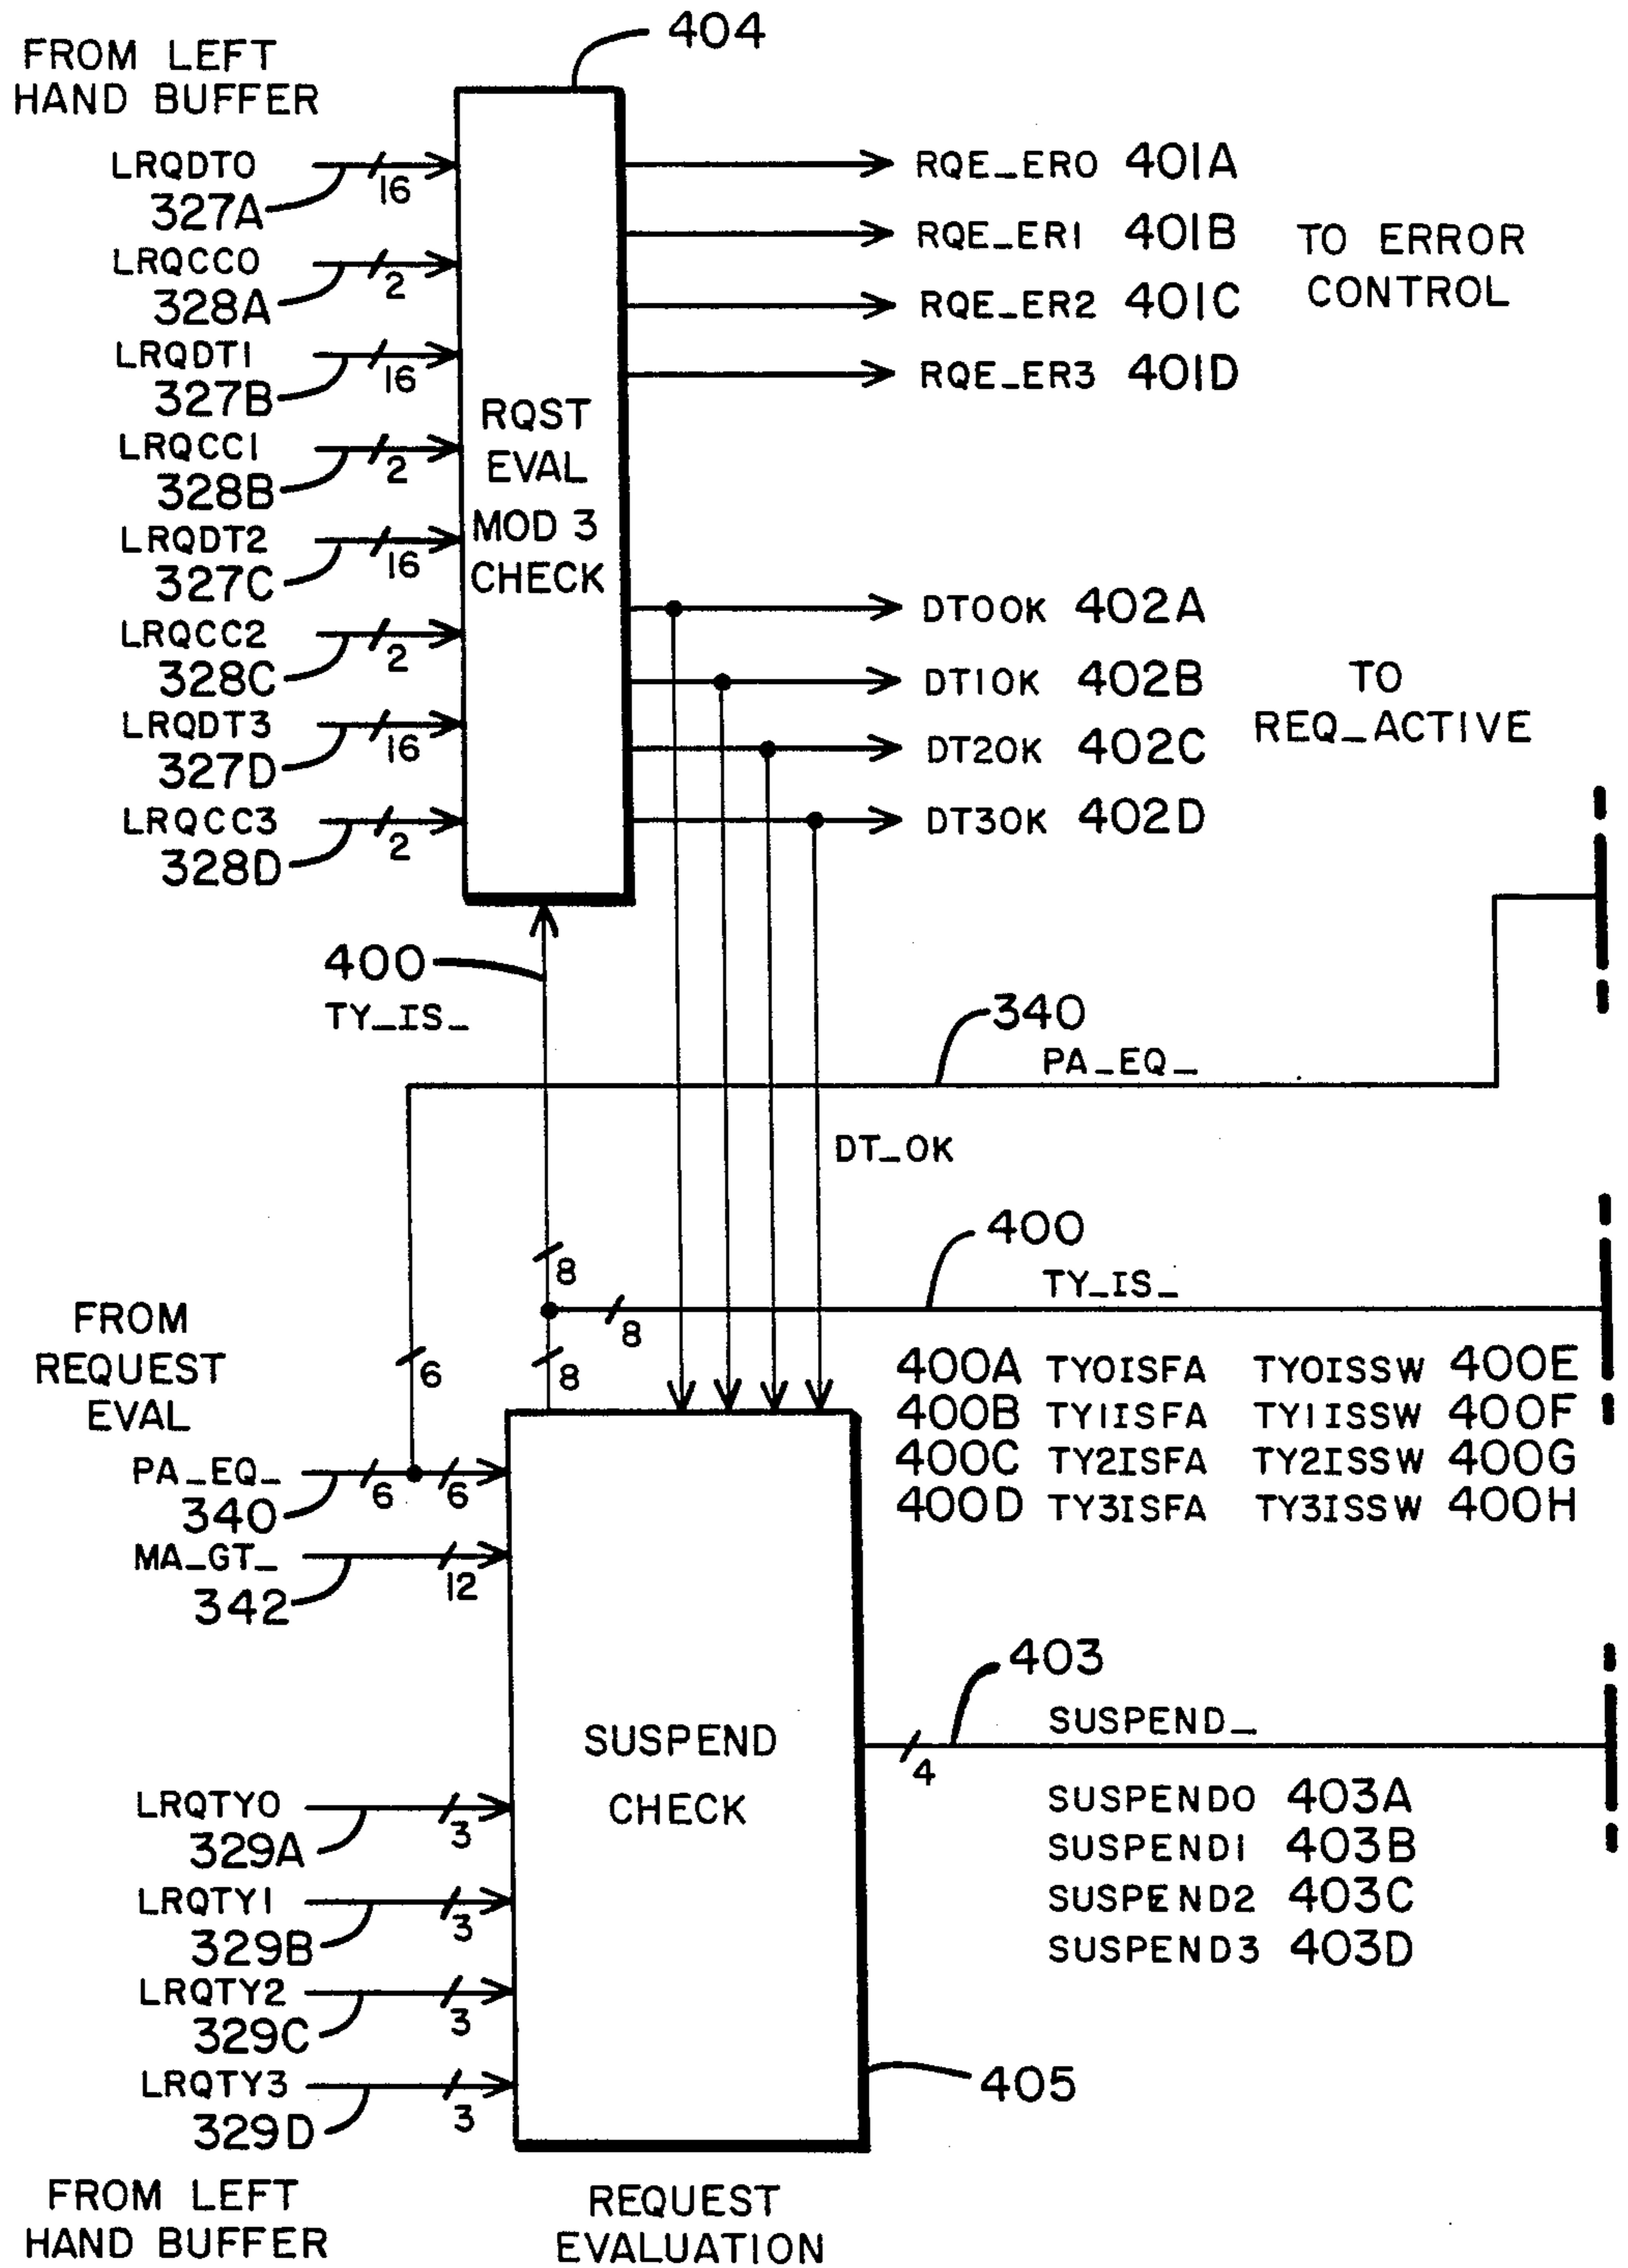 404
FROM LEFT
HAND BUFFER
LRQDT0
327A
16
LRQCC0
328A
2
LRQDT1
327B
16
LRQCC1
328B
2
LRQDT2
327C
16
LRQCC2
328C
2
LRQDT3
327D
16
LRQCC3
328D
2
RQST
EVAL
MOD 3
CHECK
RQE_ER0 401A
RQE_ER1 401B
RQE_ER2 401C
RQE_ER3 401D
TO ERROR
CONTROL
DT0OK 402A
DT1OK 402B
DT2OK 402C
DT3OK 402D
TO
REQ_ACTIVE
400
TY_IS_
340
PA_EQ_
DT_OK
8
400
TY_IS_
8
8
6
FROM
REQUEST
EVAL
PA_EQ_
340
6
6
MA_GT_
342
12
400A TY0ISFA TY0ISSW 400E
400B TY1ISFA TY1ISSW 400F
400C TY2ISFA TY2ISSW 400G
400D TY3ISFA TY3ISSW 400H
SUSPEND
CHECK
403
SUSPEND_
4
SUSPEND0 403A
SUSPEND1 403B
SUSPEND2 403C
SUSPEND3 403D
LRQTY0
329A
3
LRQTY1
329B
3
LRQTY2
329C
3
LRQTY3
329D
3
405
FROM LEFT
HAND BUFFER
REQUEST
EVALUATION